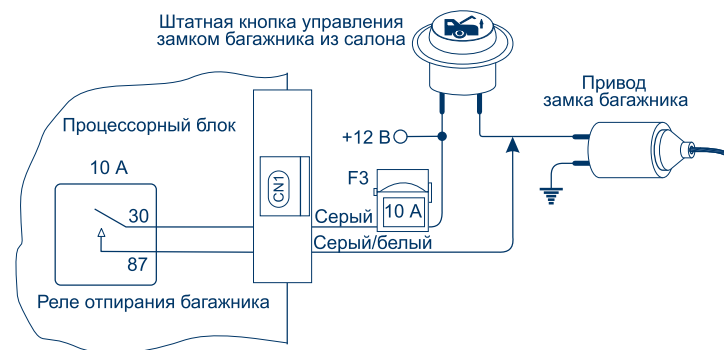 Штатная кнопка управления
замком багажника из салона
Привод
замка багажника
Процессорный блок
+12 В
10 А
F3
CN1
10 А
30
Серый
Серый/белый
87
Реле отпирания багажника